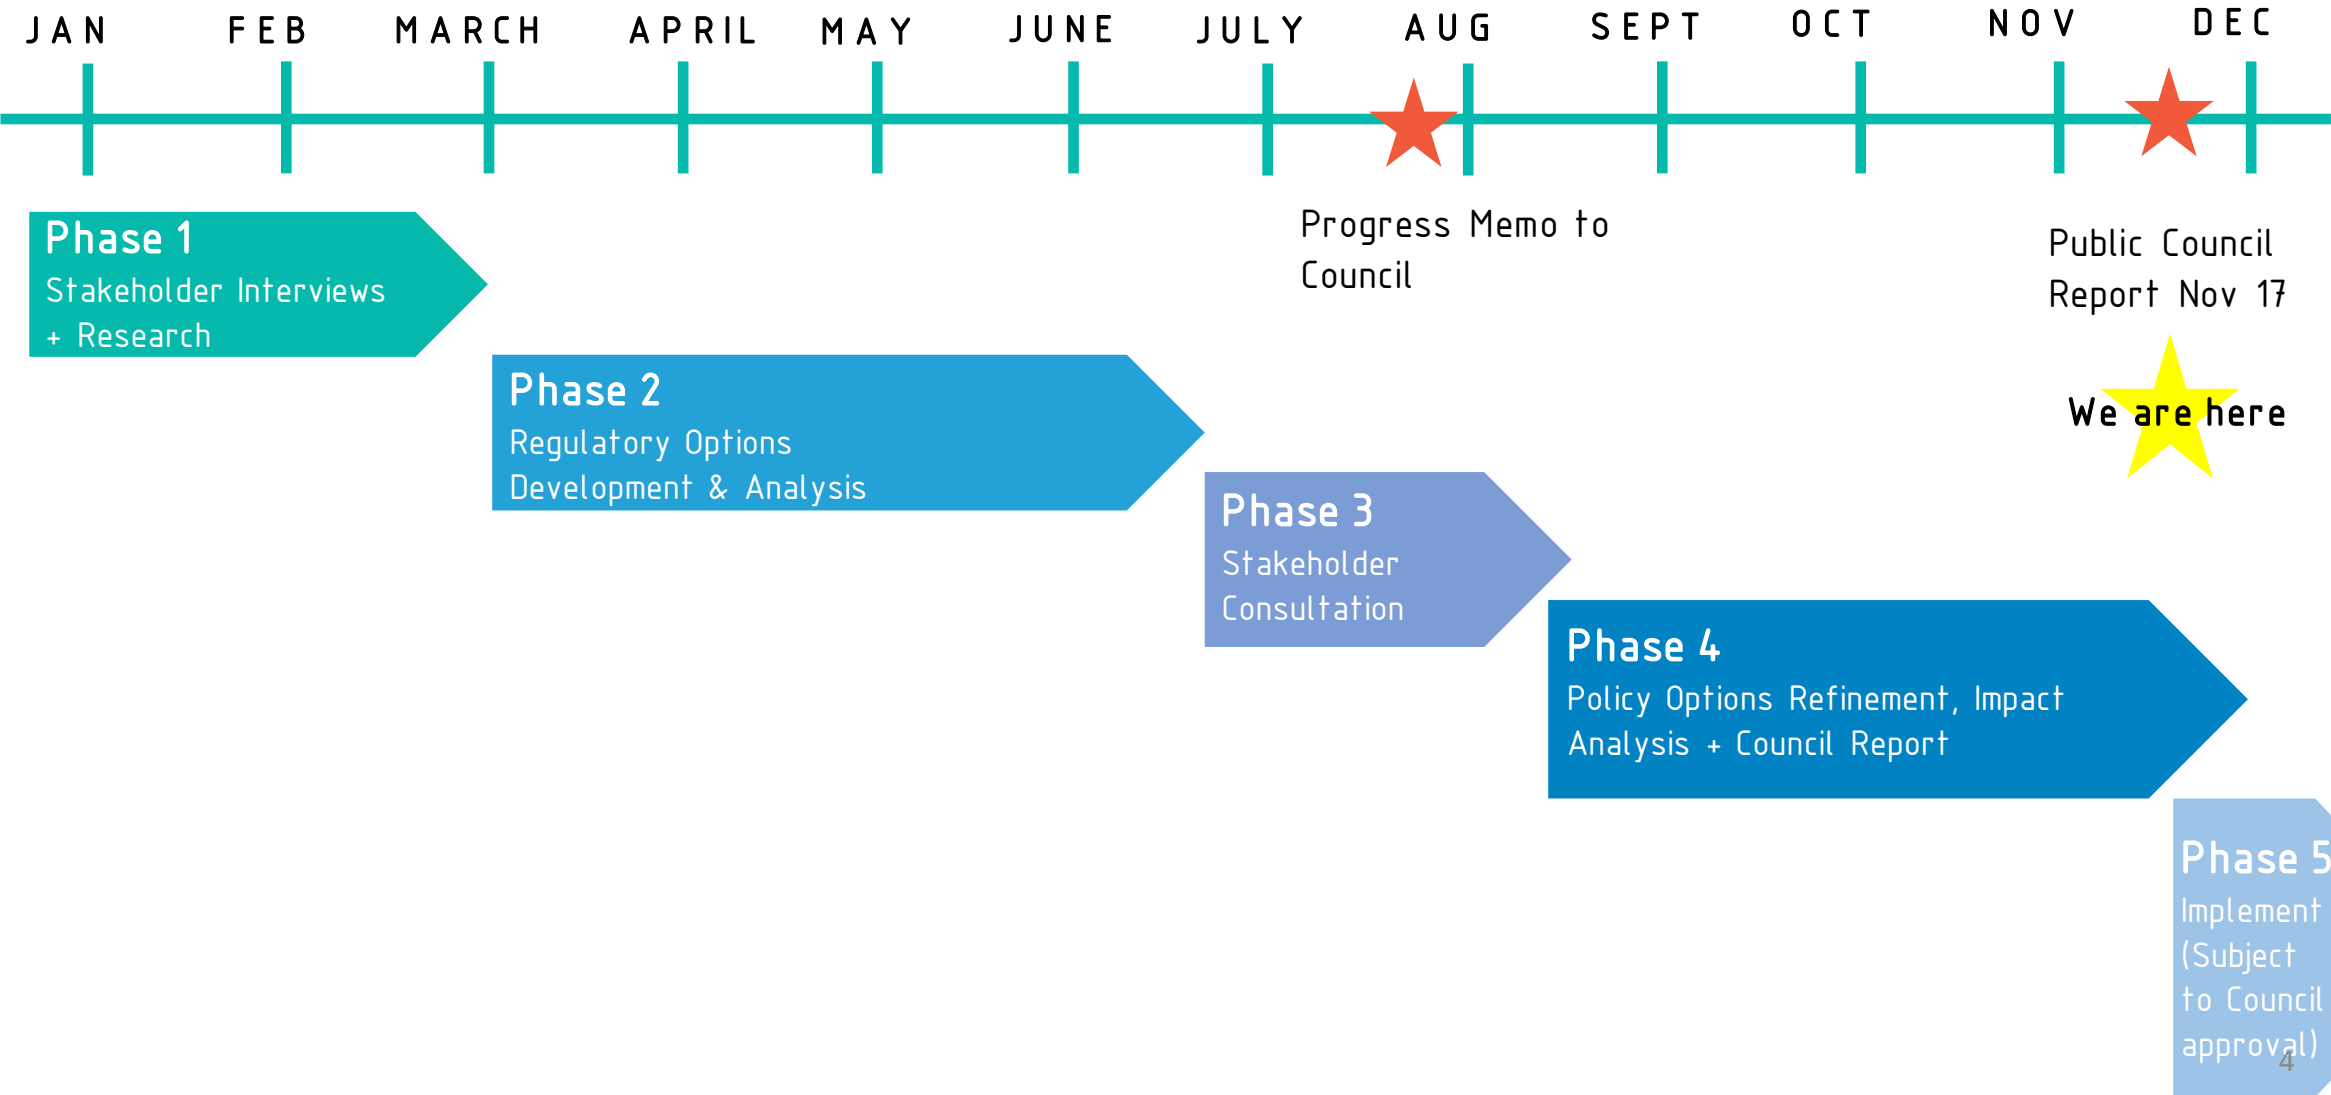 JAN FEB MARCH APRIL MAY JUNE JULY AUG SEPT OCT NOV DEC
Progress Memo to
Council
Public Council
Report Nov 17
We are here
Phase 1
Stakeholder Interviews
+ Research
Phase 2
Regulatory Options
Development & Analysis
Phase 3
Stakeholder
Consultation
Phase 4
Policy Options Refinement, Impact
Analysis + Council Report
Phase 5
Implement
(Subject
to Council
approval)
4